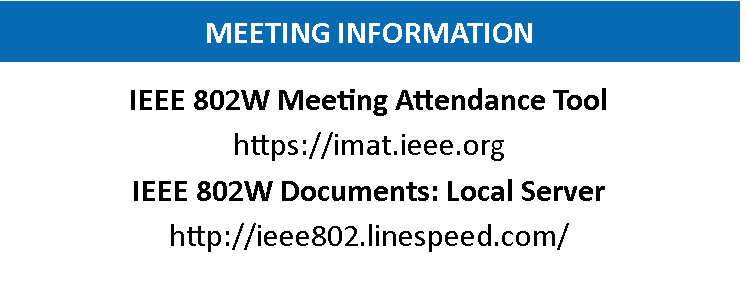 MEETING INFORMATION
IEEE 802W Meeting Attendance Tool
https://imat.ieee.org
IEEE 802W Documents: Local Server
http://ieee802.linespeed.com/